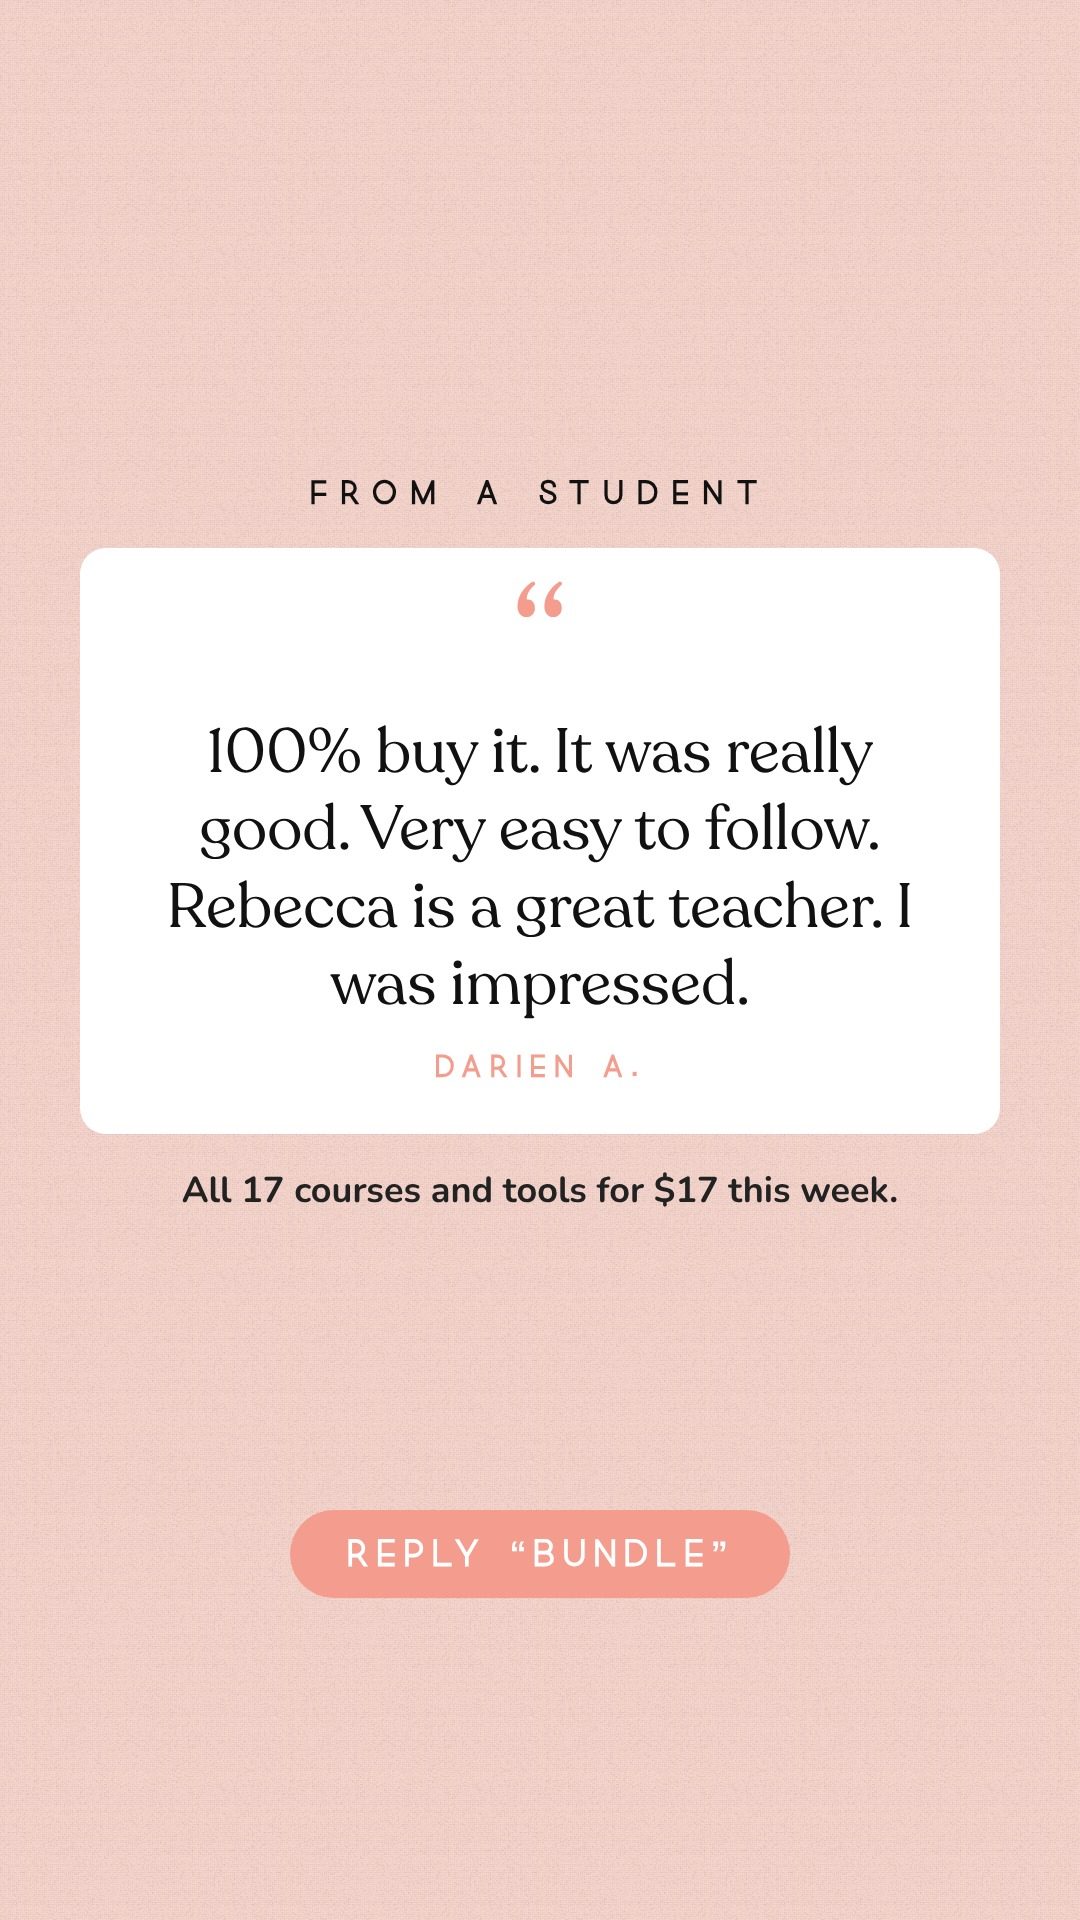 FROM A STUDENT
“
100% buy it. It was really
good. Very easy to follow.
Rebecca is a great teacher. I
was impressed.
DARIEN A.
All 17 courses and tools for $17 this week.
REPLY “BUNDLE”